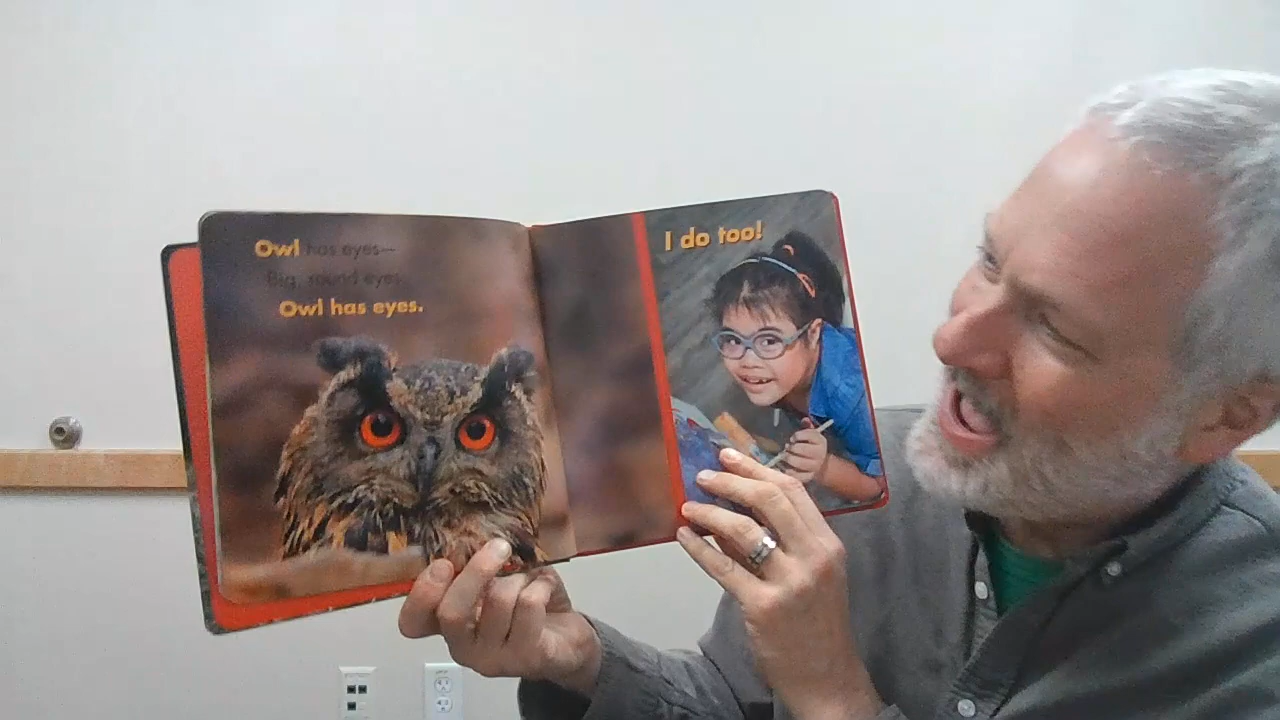 Owl has eyes—
Big, round eyes.
Owl has eyes.
I do too!